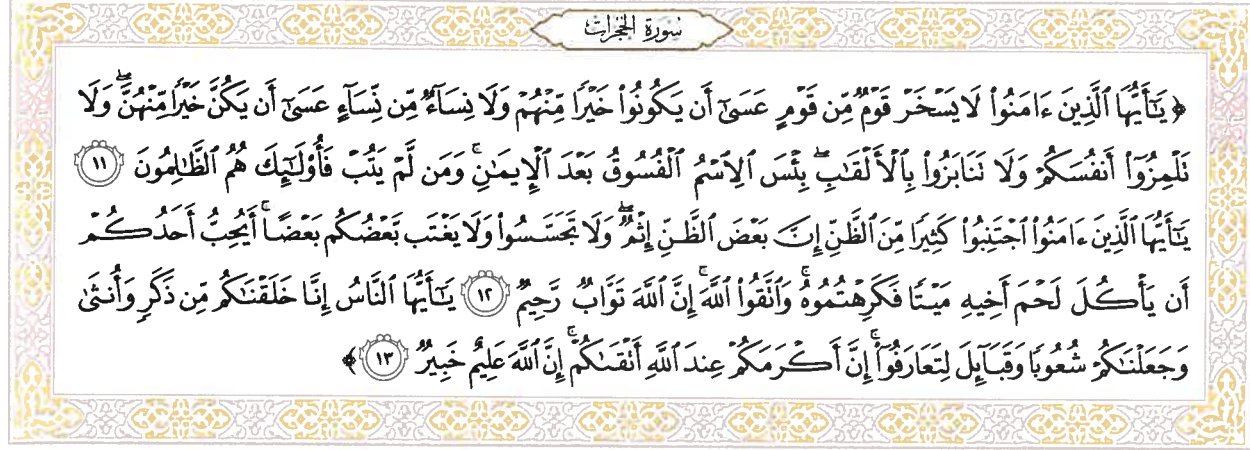 سُورَةُ الحُجُرَات
﴿ يَٰٓأَيُّهَا ٱلَّذِينَ ءَامَنُواْ لَا يَسۡخَرۡ قَوۡمٞ مِّن قَوۡمٍ عَسَىٰٓ أَن يَكُونُواْ خَيۡرٗا مِّنۡهُمۡ وَلَا نِسَآءٞ مِّن نِّسَآءٍ عَسَىٰٓ أَن يَكُنَّ خَيۡرٗا مِّنۡهُنَّۖ وَلَا
تَلۡمِزُوٓاْ أَنفُسَكُمۡ وَلَا تَنَابَزُواْ بِٱلۡأَلۡقَٰبِۖ بِئۡسَ ٱلِٱسۡمُ ٱلۡفُسُوقُ بَعۡدَ ٱلۡإِيمَٰنِۚ وَمَن لَّمۡ يَتُبۡ فَأُوْلَٰٓئِكَ هُمُ ٱلظَّٰلِمُونَ ١١
يَٰٓأَيُّهَا ٱلَّذِينَ ءَامَنُواْ ٱجۡتَنِبُواْ كَثِيرٗا مِّنَ ٱلظَّنِّ إِنَّ بَعۡضَ ٱلظَّنِّ إِثۡمٞۖ وَلَا تَجَسَّسُواْ وَلَا يَغۡتَب بَّعۡضُكُم بَعۡضًاۚ أَيُحِبُّ أَحَدُكُمۡ
أَن يَأۡكُلَ لَحۡمَ أَخِيهِ مَيۡتٗا فَكَرِهۡتُمُوهُۚ وَٱتَّقُواْ ٱللَّهَۚ إِنَّ ٱللَّهَ تَوَّابٞ رَّحِيمٞ ١٢ يَٰٓأَيُّهَا ٱلنَّاسُ إِنَّا خَلَقۡنَٰكُم مِّن ذَكَرٖ وَأُنثَىٰ
وَجَعَلۡنَٰكُمۡ شُعُوبٗا وَقَبَآئِلَ لِتَعَارَفُوٓاْۚ إِنَّ أَكۡرَمَكُمۡ عِندَ ٱللَّهِ أَتۡقَىٰكُمۡۚ إِنَّ ٱللَّهَ عَلِيمٌ خَبِيرٞ ١٣ ﴾